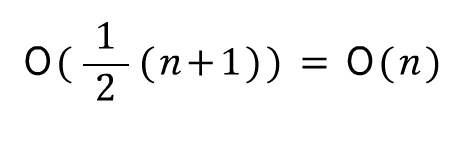 O( 1/2 (n+1)) = O(n)